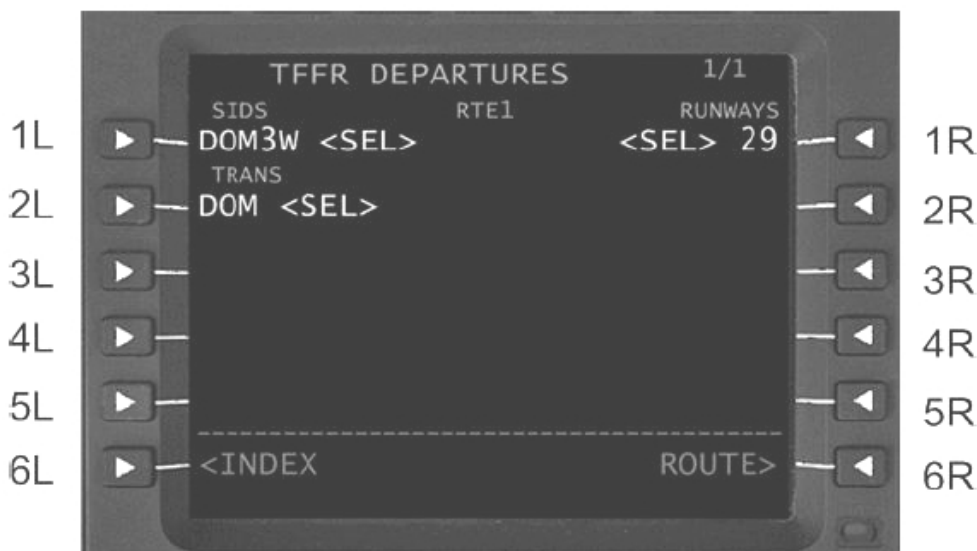 TFFR DEPARTURES 1/1
SIDS RTE1 RUNWAYS
1L DOM3W <SEL> <SEL> 29 1R
TRANS
2L DOM <SEL> 2R
3L 3R
4L 4R
5L 5R
6L <INDEX ROUTE> 6R